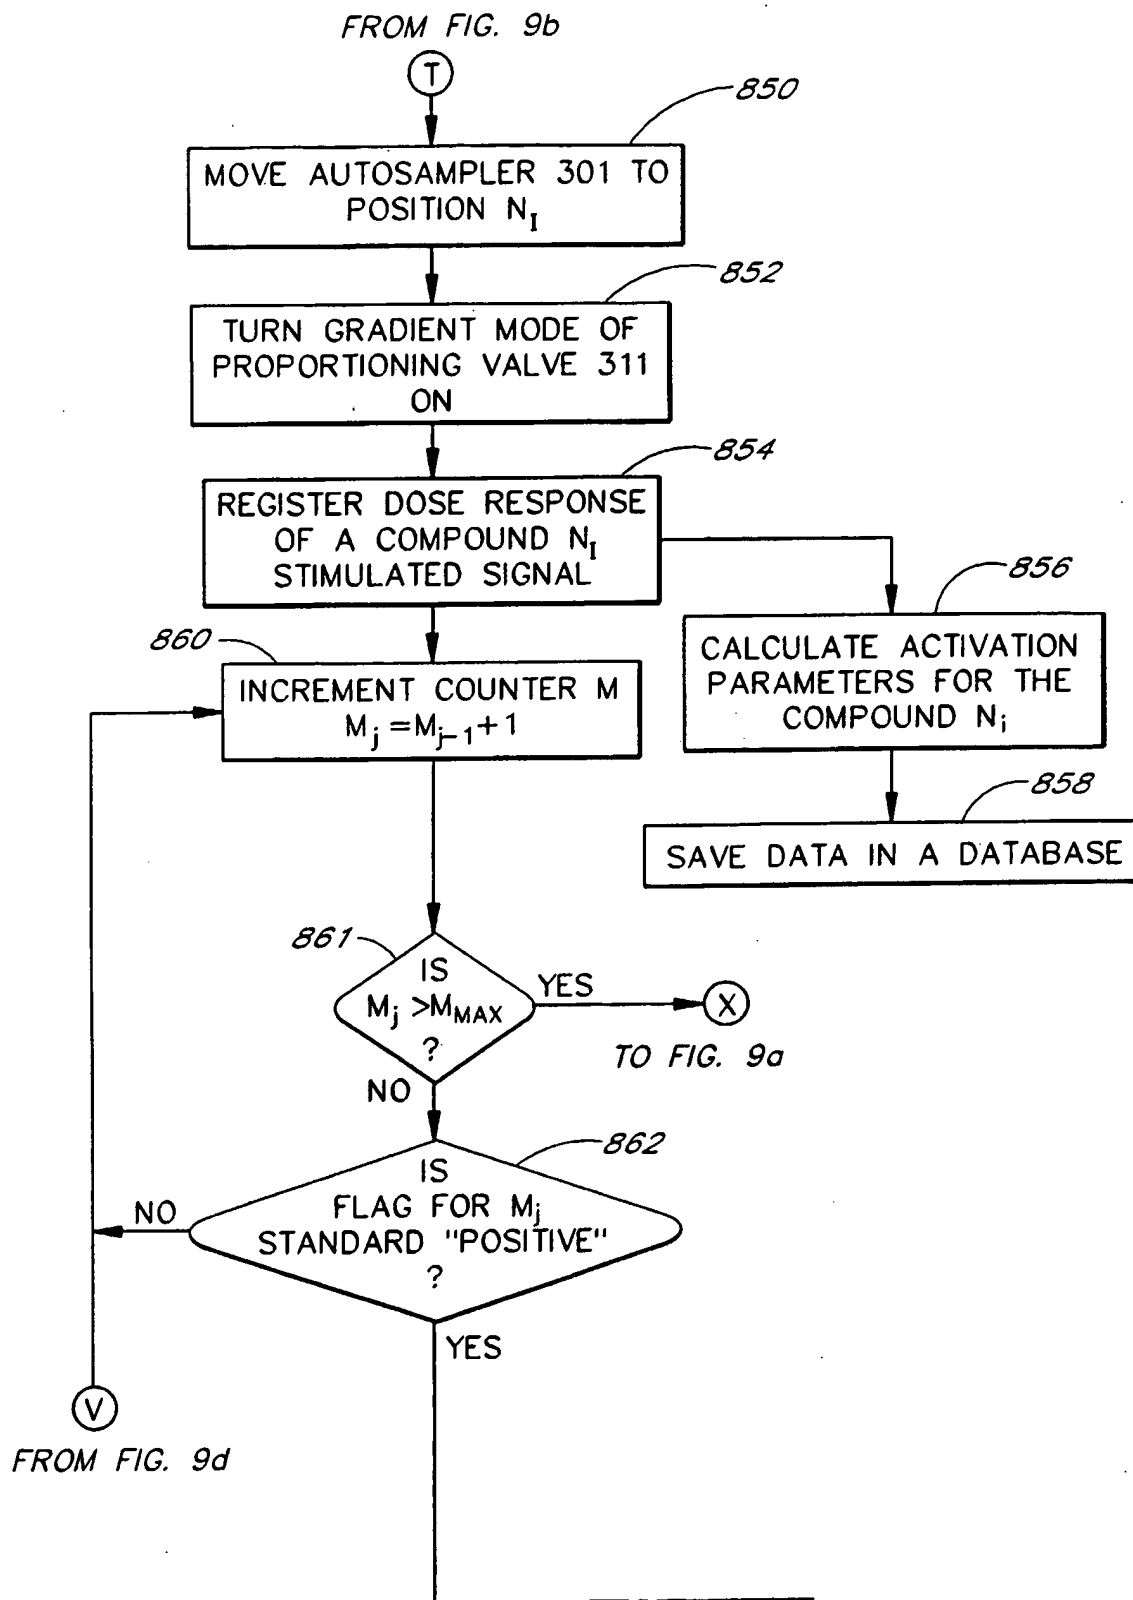 FROM FIG. 9b
T
850
MOVE AUTOSAMPLER 301 TO
POSITION N_I
852
TURN GRADIENT MODE OF
PROPORTIONING VALVE 311
ON
854
REGISTER DOSE RESPONSE
OF A COMPOUND N_I
STIMULATED SIGNAL
856
CALCULATE ACTIVATION
PARAMETERS FOR THE
COMPOUND N_i
858
SAVE DATA IN A DATABASE
860
INCREMENT COUNTER M
M_j = M_{j-1} + 1
861
IS
M_j > M_MAX
?
YES
X
TO FIG. 9a
NO
862
IS
FLAG FOR M_j
STANDARD "POSITIVE"
?
NO
YES
V
FROM FIG. 9d